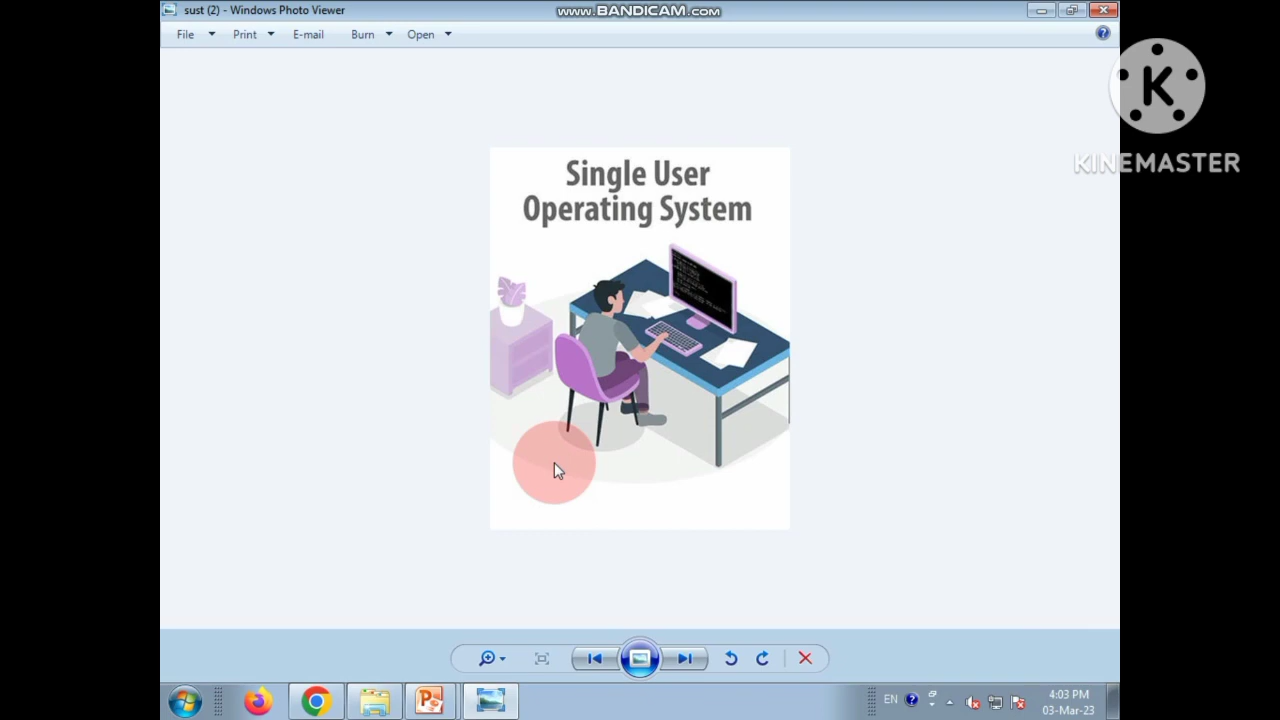 sust (2) - Windows Photo Viewer
www.BANDICAM.com
File
Print
E-mail
Burn
Open
KINEMASTER
Single User
Operating System
EN
4:03 PM
03-Mar-23